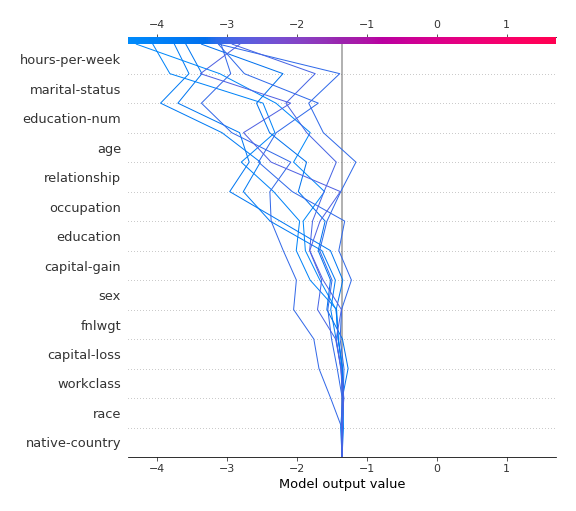 −4 −3 −2 −1 0 1
hours-per-week
marital-status
education-num
age
relationship
occupation
education
capital-gain
sex
fnlwgt
capital-loss
workclass
race
native-country
−4 −3 −2 −1 0 1
Model output value